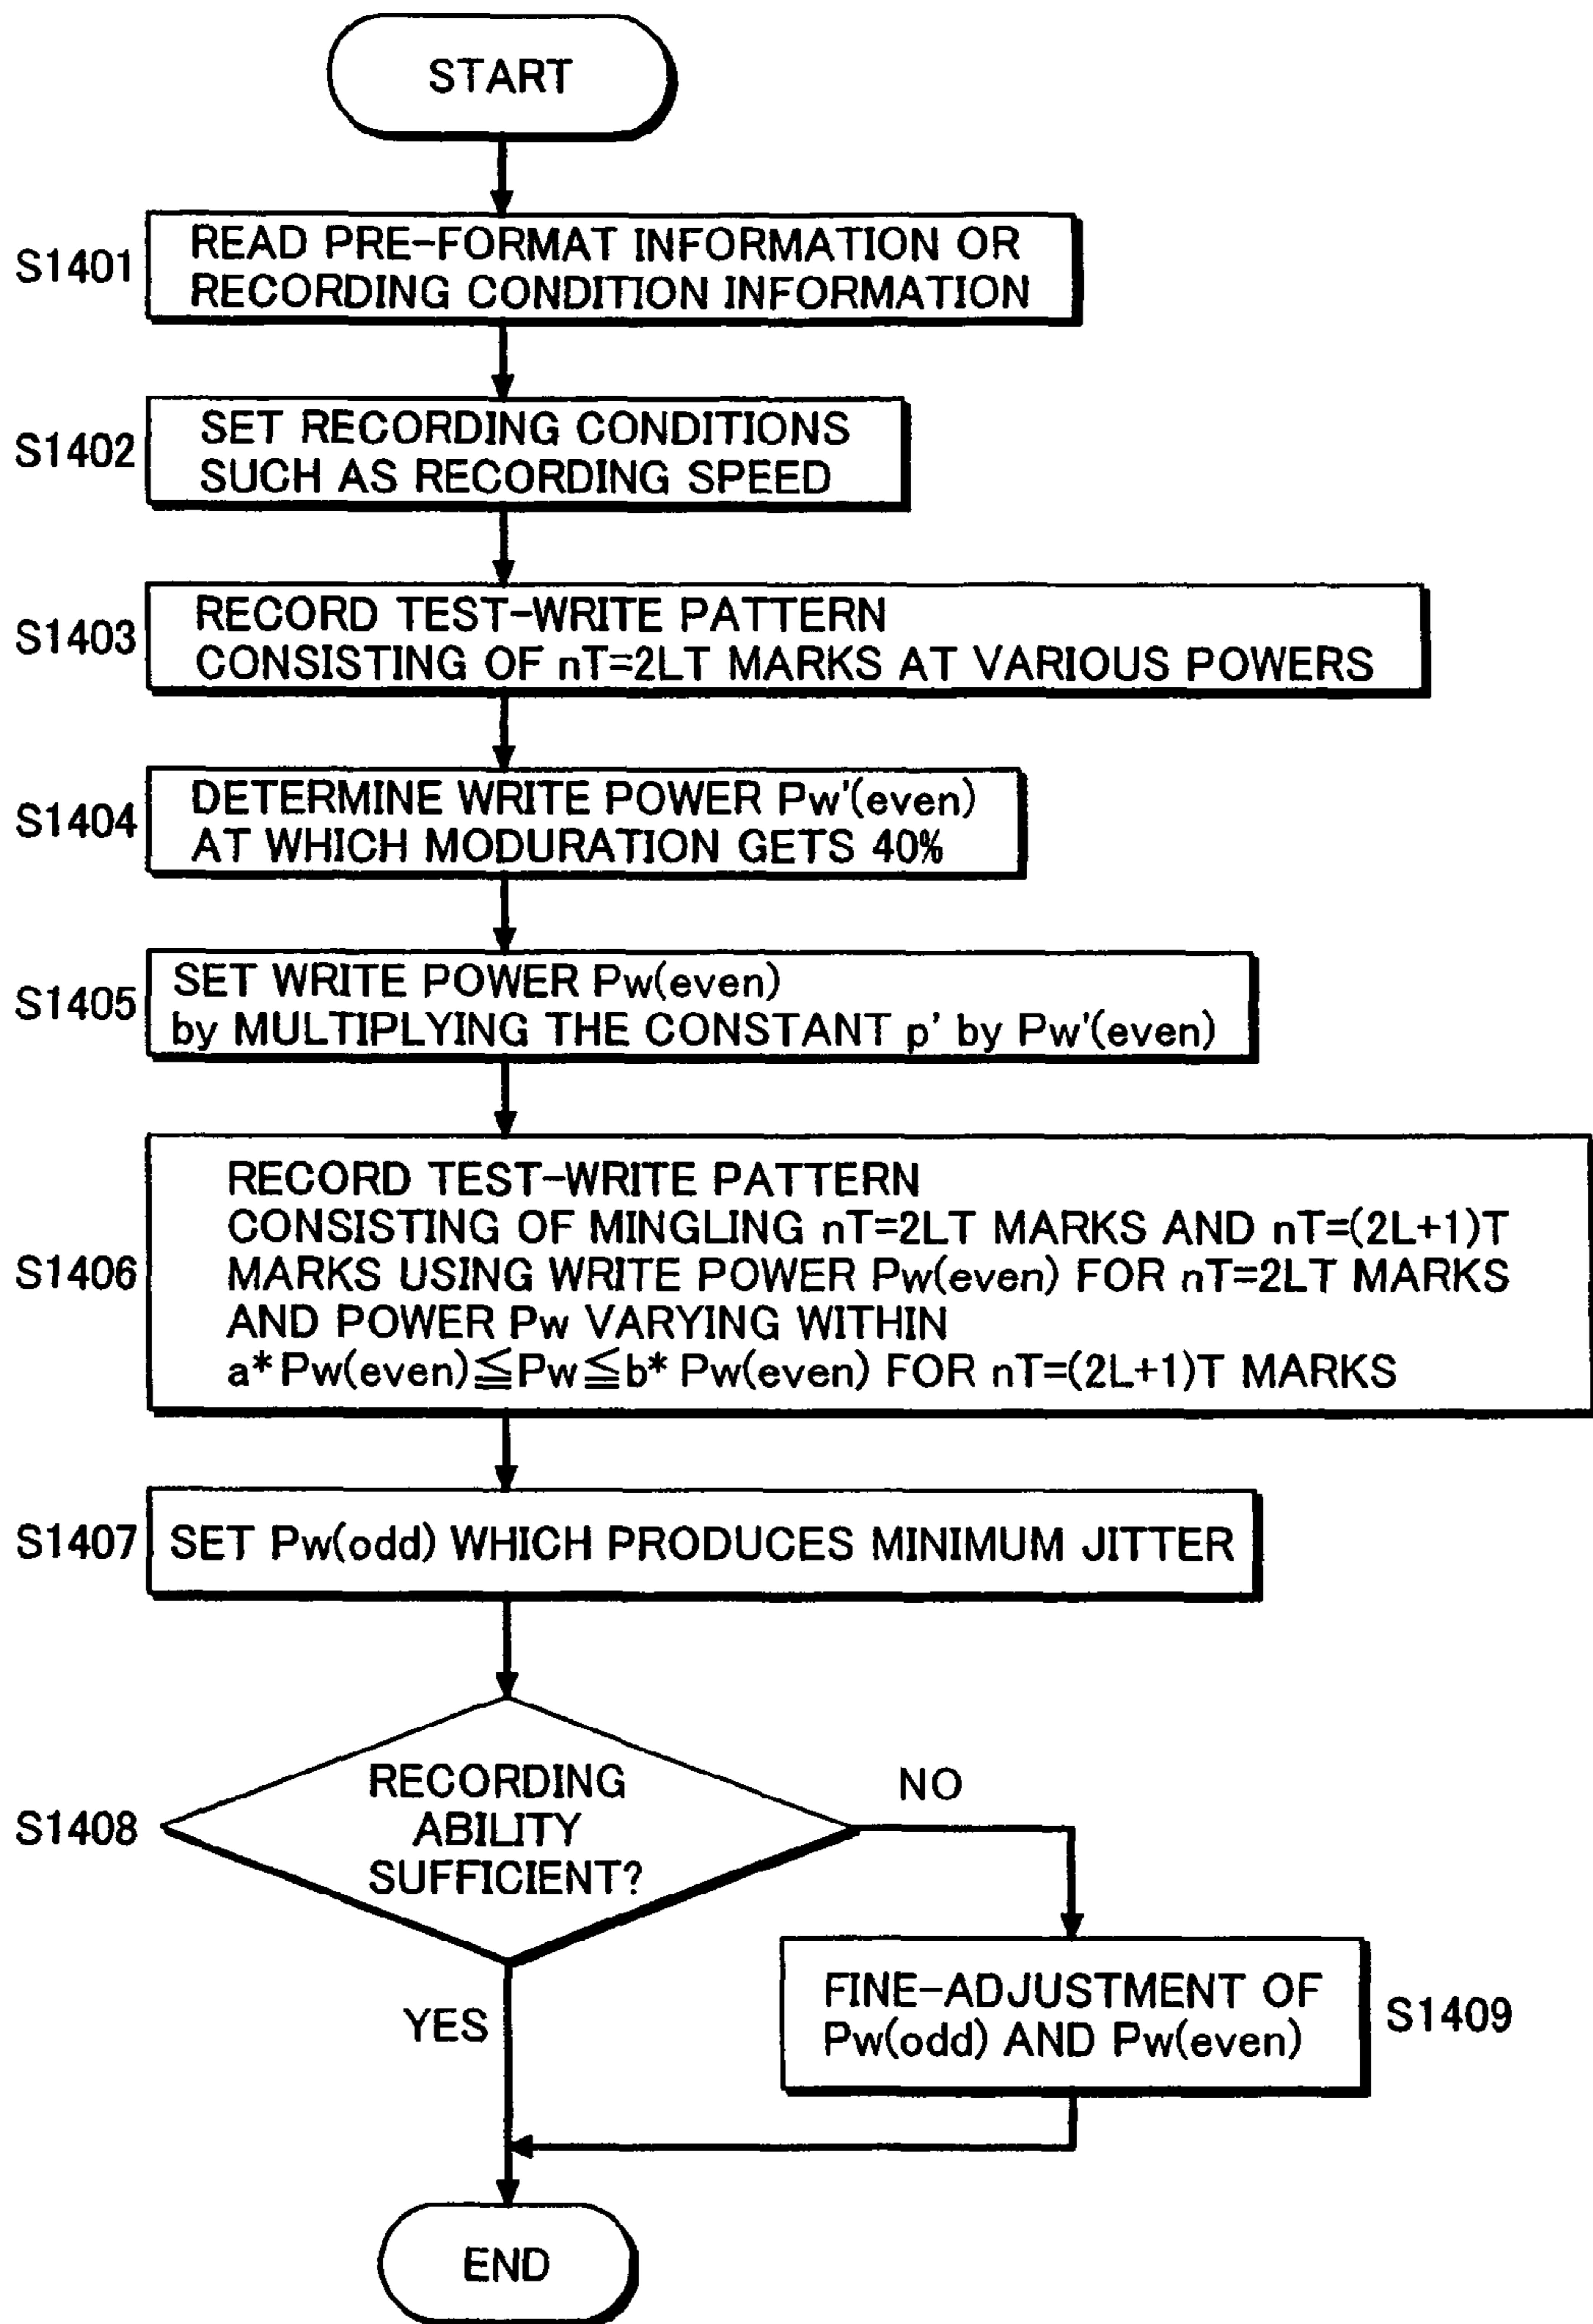 START
S1401
READ PRE-FORMAT INFORMATION OR
RECORDING CONDITION INFORMATION
S1402
SET RECORDING CONDITIONS
SUCH AS RECORDING SPEED
S1403
RECORD TEST-WRITE PATTERN
CONSISTING OF nT=2LT MARKS AT VARIOUS POWERS
S1404
DETERMINE WRITE POWER Pw'(even)
AT WHICH MODURATION GETS 40%
S1405
SET WRITE POWER Pw(even)
by MULTIPLYING THE CONSTANT p' by Pw'(even)
S1406
RECORD TEST-WRITE PATTERN
CONSISTING OF MINGLING nT=2LT MARKS AND nT=(2L+1)T
MARKS USING WRITE POWER Pw(even) FOR nT=2LT MARKS
AND POWER Pw VARYING WITHIN
a* Pw(even)≦Pw≦b* Pw(even) FOR nT=(2L+1)T MARKS
S1407
SET Pw(odd) WHICH PRODUCES MINIMUM JITTER
S1408
RECORDING
ABILITY
SUFFICIENT?
NO
YES
FINE-ADJUSTMENT OF
Pw(odd) AND Pw(even)
S1409
END